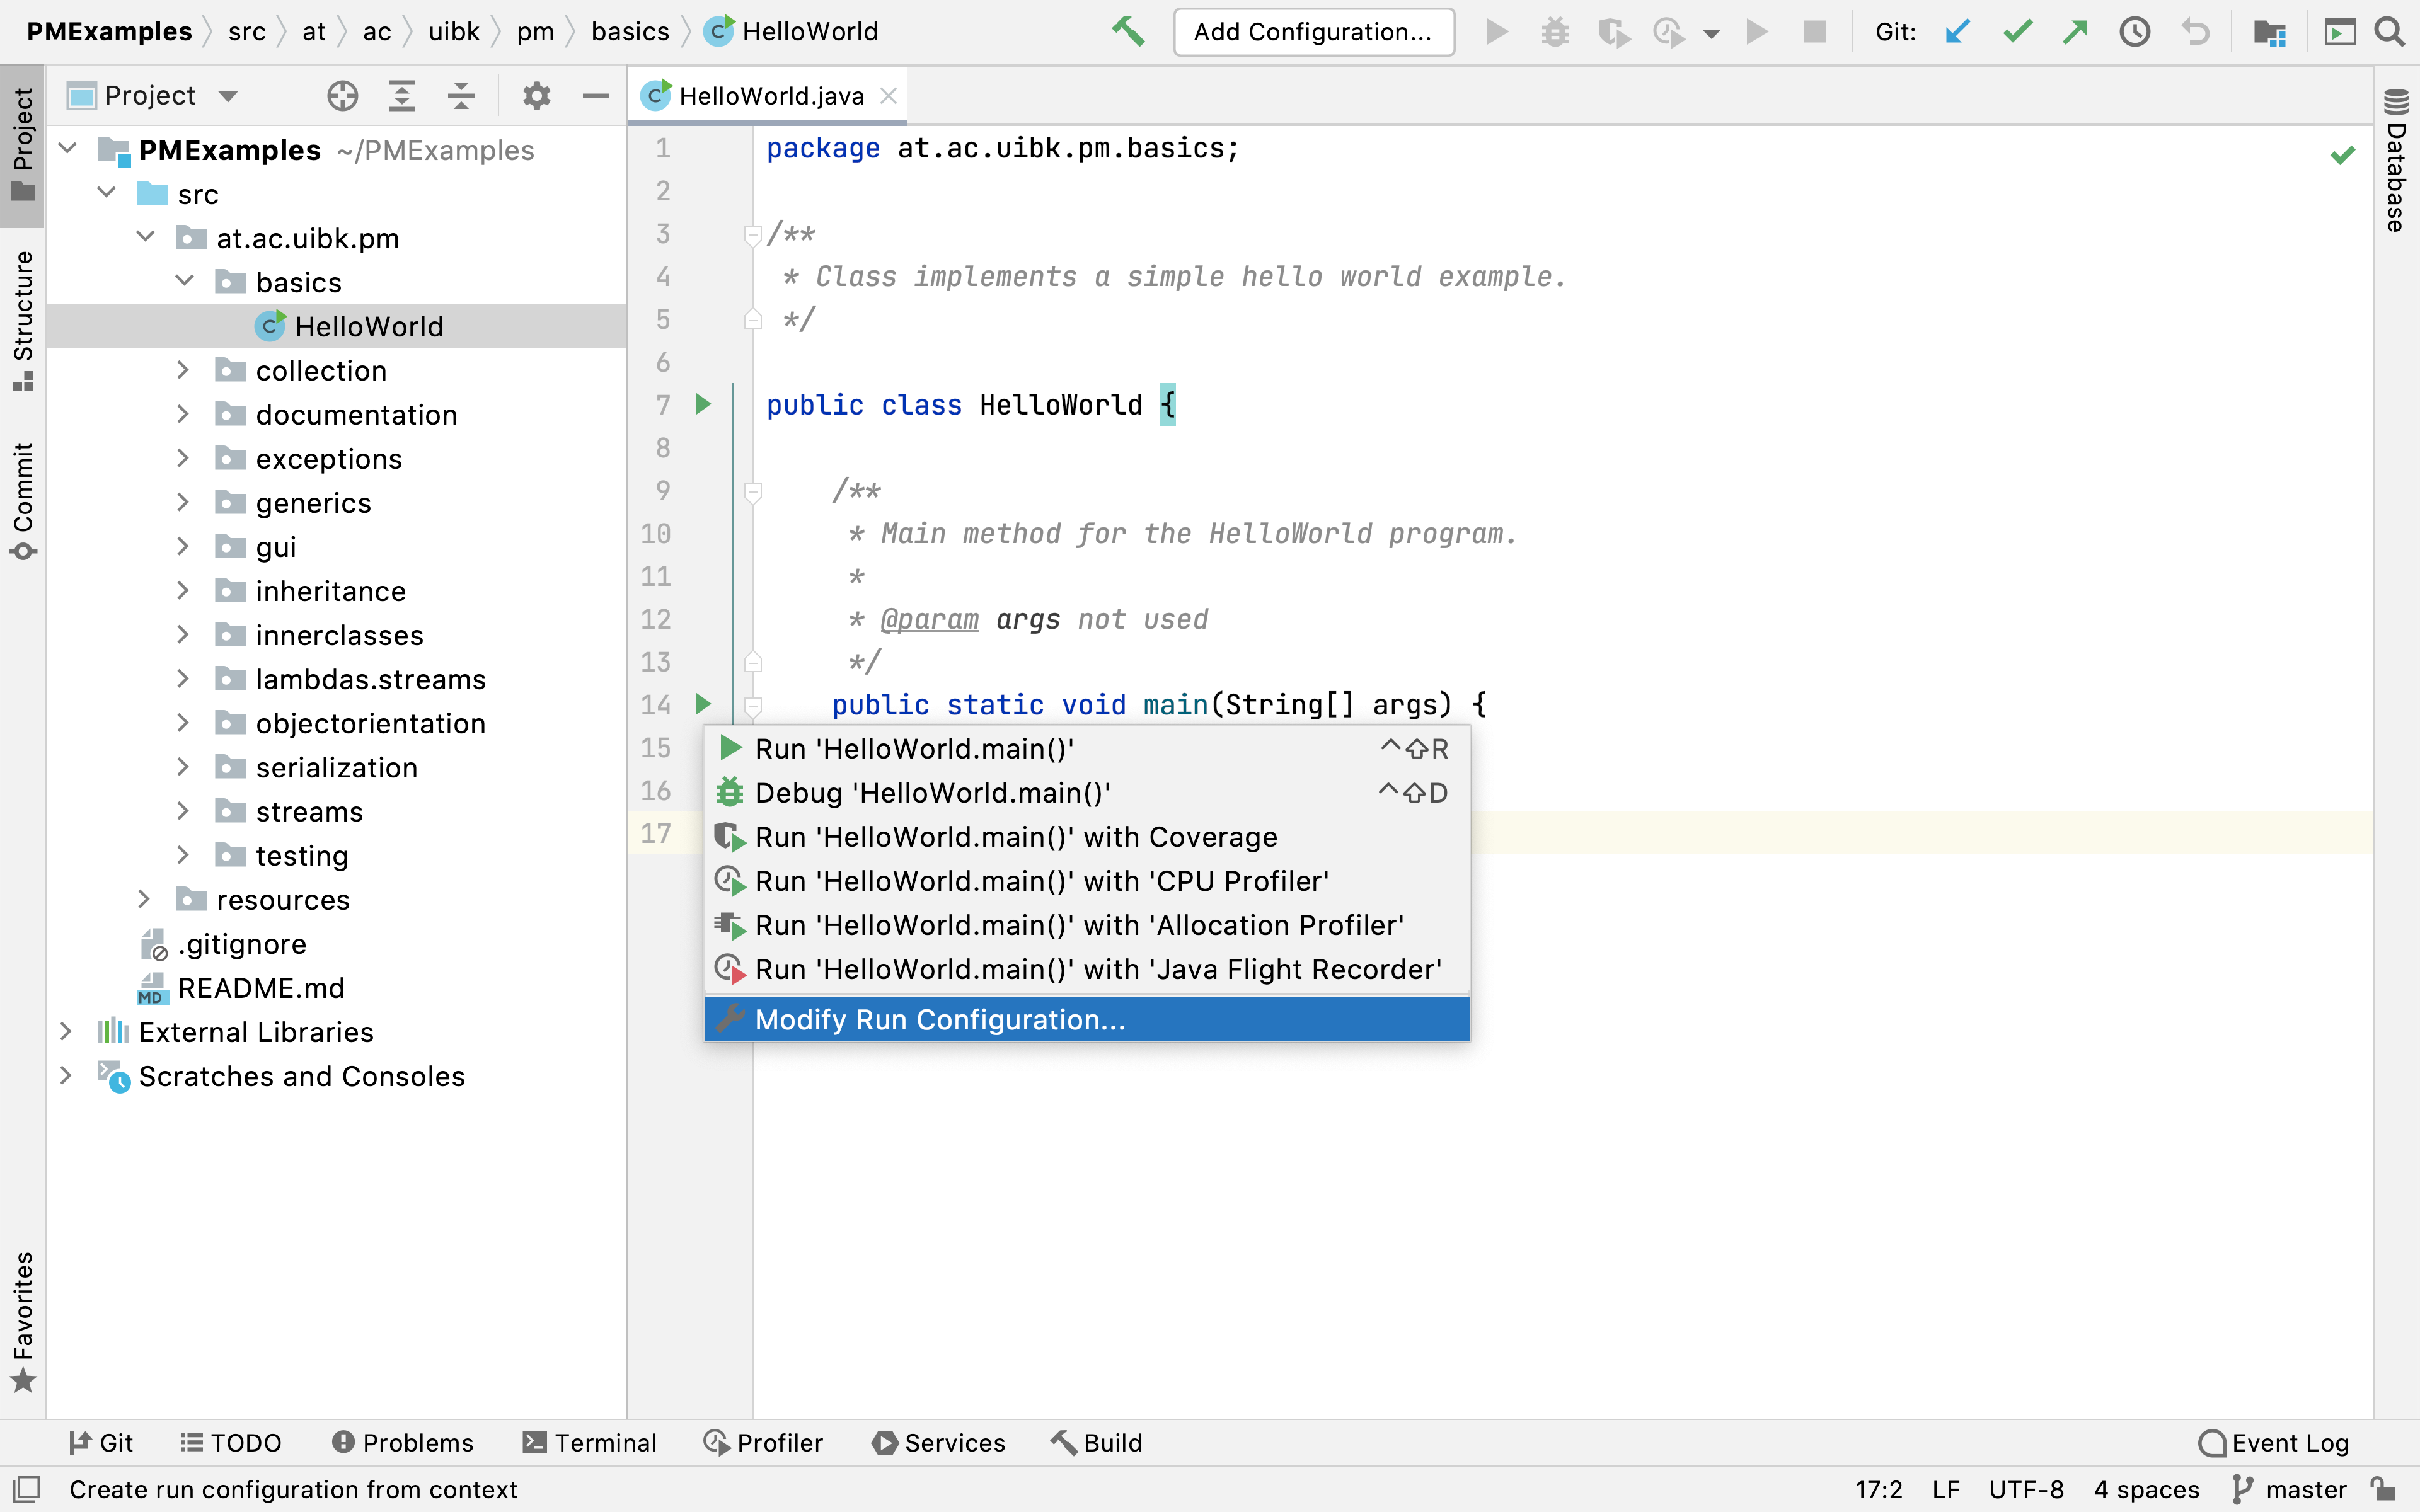 PMExamples src at ac uibk pm basics HelloWorld Add Configuration... Git:
Project
PMExamples ~/PMExamples
src
at.ac.uibk.pm
basics
HelloWorld
collection
documentation
exceptions
generics
gui
inheritance
innerclasses
lambdas.streams
objectorientation
serialization
streams
testing
resources
.gitignore
README.md
External Libraries
Scratches and Consoles
Project
Structure
Commit
Favorites
HelloWorld.java
1 package at.ac.uibk.pm.basics;
2
3 /**
4 * Class implements a simple hello world example.
5 */
6
7 public class HelloWorld {
8
9 /**
10 * Main method for the HelloWorld program.
11 *
12 * @param args not used
13 */
14 public static void main(String[] args) {
15
16
17
Run 'HelloWorld.main()' ^⇧R
Debug 'HelloWorld.main()' ^⇧D
Run 'HelloWorld.main()' with Coverage
Run 'HelloWorld.main()' with 'CPU Profiler'
Run 'HelloWorld.main()' with 'Allocation Profiler'
Run 'HelloWorld.main()' with 'Java Flight Recorder'
Modify Run Configuration...
Database
Git TODO Problems Terminal Profiler Services Build Event Log
Create run configuration from context 17:2 LF UTF-8 4 spaces master